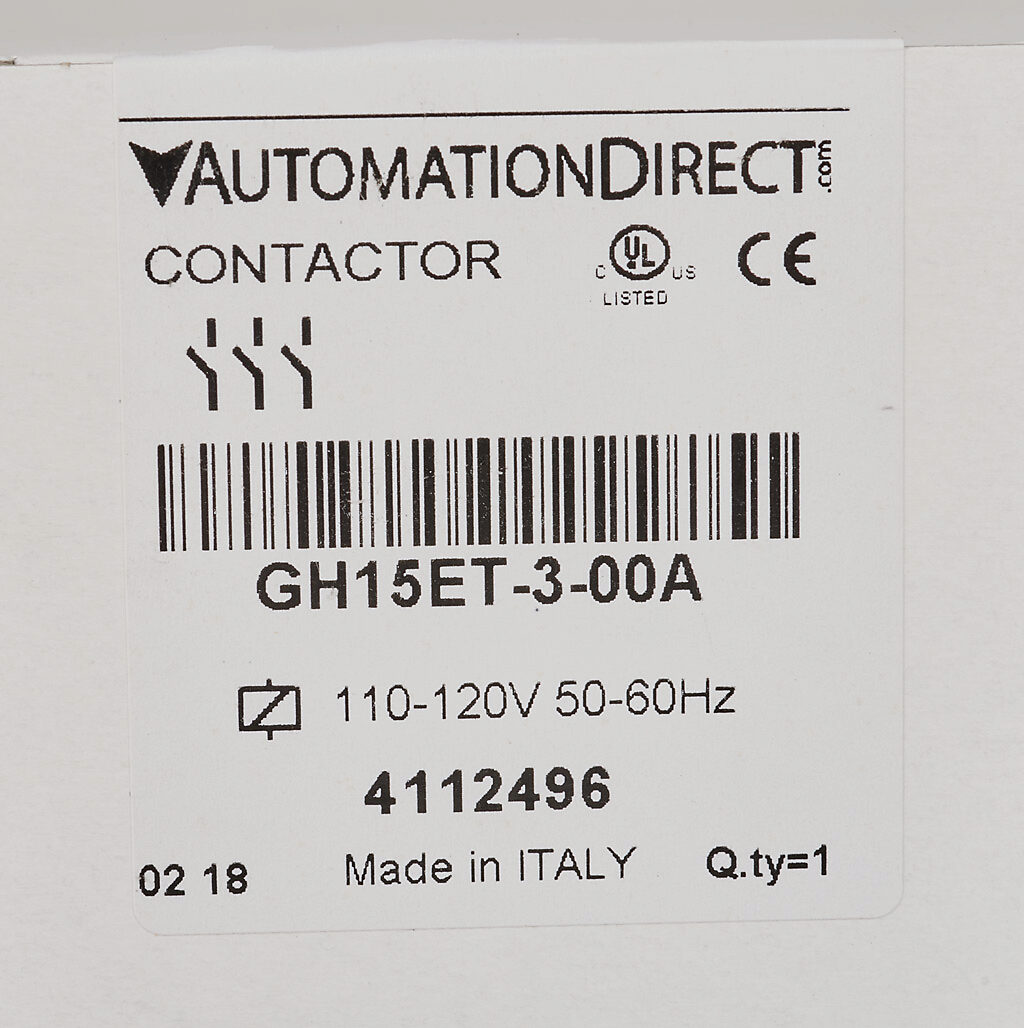 AUTOMATIONDIRECT.com
CONTACTOR
C UL US CE
LISTED
GH15ET-3-00A
110-120V 50-60Hz
4112496
02 18 Made in ITALY Q.ty=1